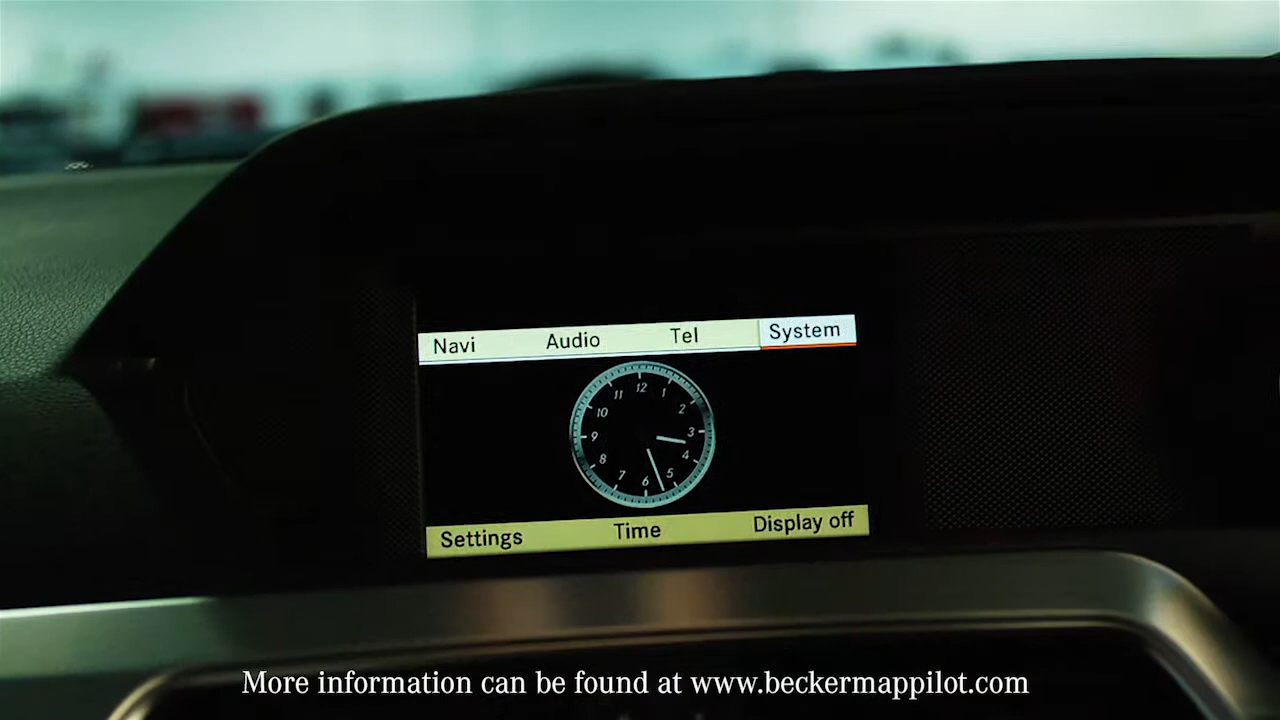 Navi Audio Tel System
12
11 1
10 2
9 3
8 4
7 5
6
Settings Time Display off
More information can be found at www.beckermappilot.com